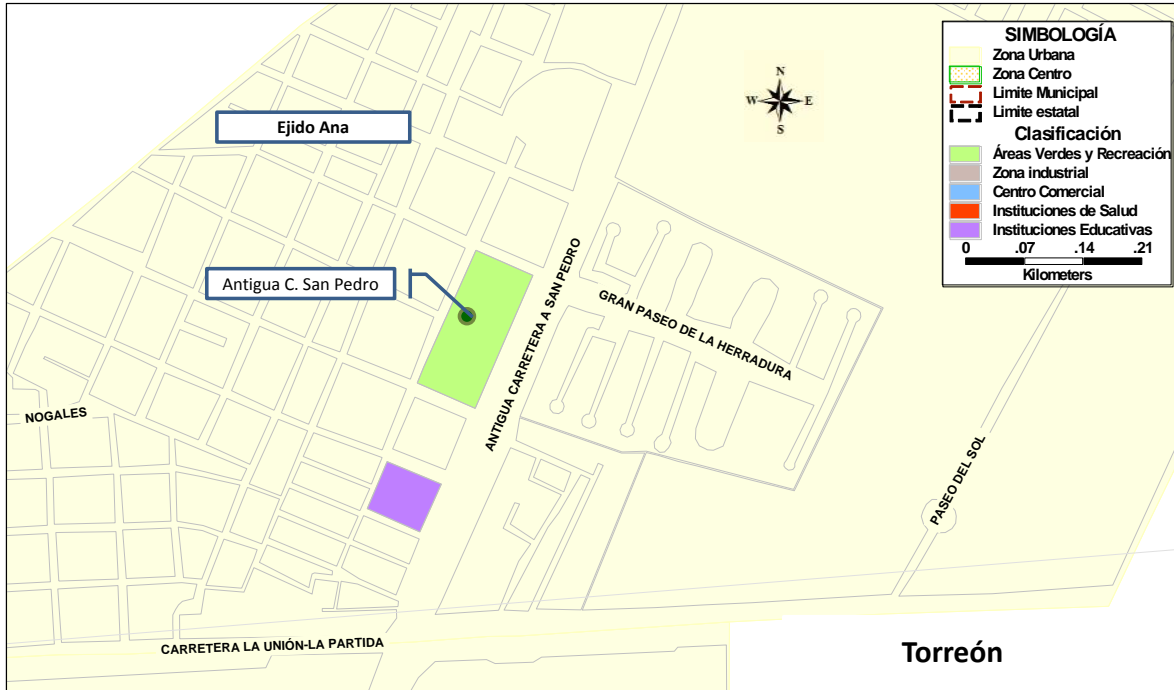 SIMBOLOGÍA
Zona Urbana
Zona Centro
Limite Municipal
Limite estatal
Clasificación
Áreas Verdes y Recreación
Zona industrial
Centro Comercial
Instituciones de Salud
Instituciones Educativas
0 .07 .14 .21
Kilometers
N
W E
S
Ejido Ana
Antigua C. San Pedro
ANTIGUA CARRETERA A SAN PEDRO
GRAN PASEO DE LA HERRADURA
NOGALES
PASEO DEL SOL
CARRETERA LA UNIÓN-LA PARTIDA
Torreón